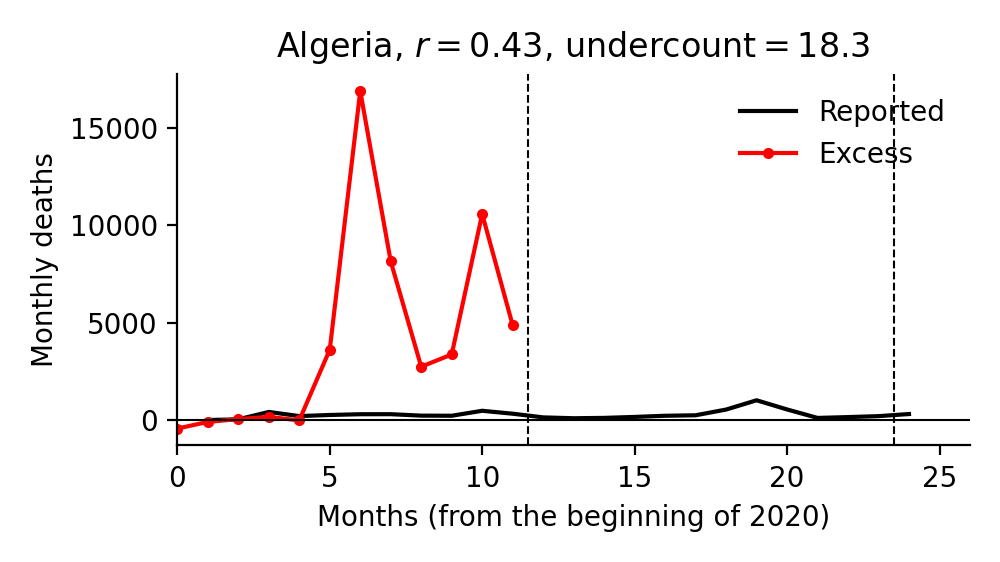 Algeria, r = 0.43, undercount = 18.3
Reported
Excess
Monthly deaths
15000
10000
5000
0
0 5 10 15 20 25
Months (from the beginning of 2020)